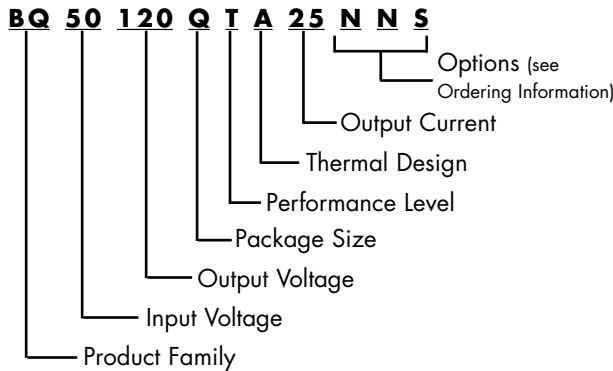 BQ 50 120 Q T A 25 N N S
Options (see
Ordering Information)
Output Current
Thermal Design
Performance Level
Package Size
Output Voltage
Input Voltage
Product Family